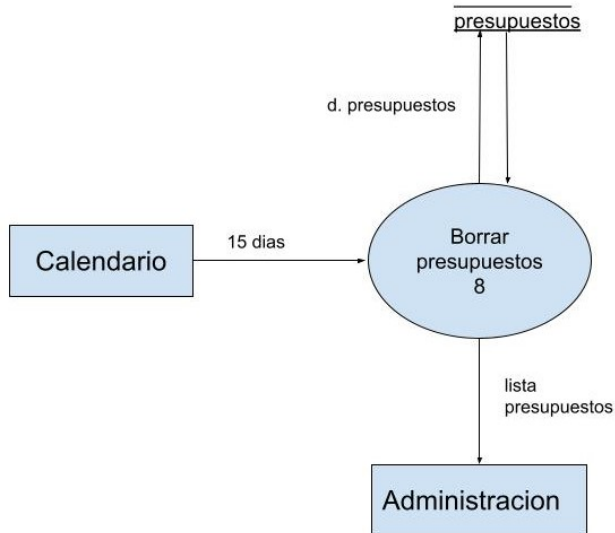 presupuestos
d. presupuestos
Calendario
15 dias
Borrar
presupuestos
8
lista
presupuestos
Administracion